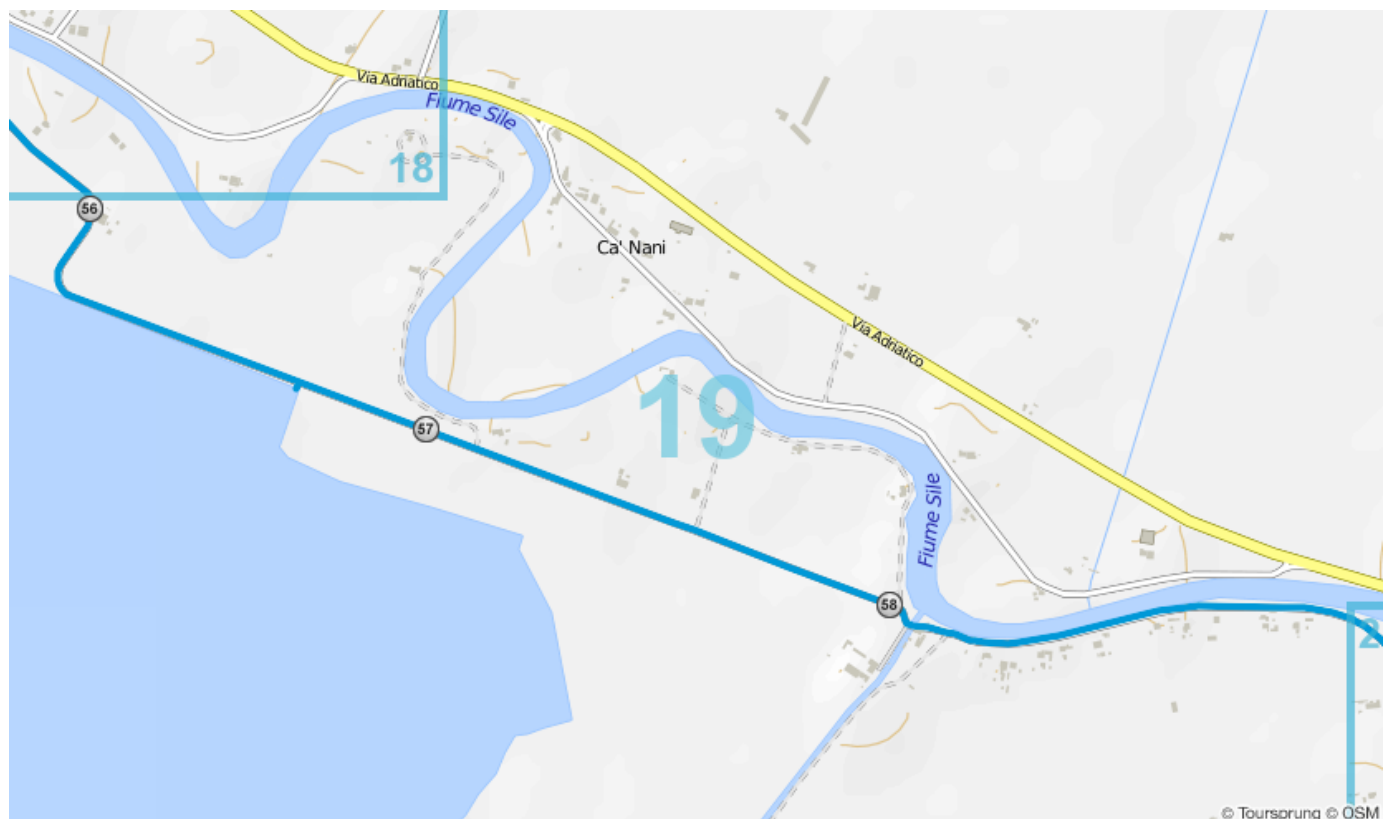 Via Adriatico
Fiume Sile
18
56
Ca' Nani
Via Adriatico
19
57
Fiume Sile
58
2
© Toursprung © OSM